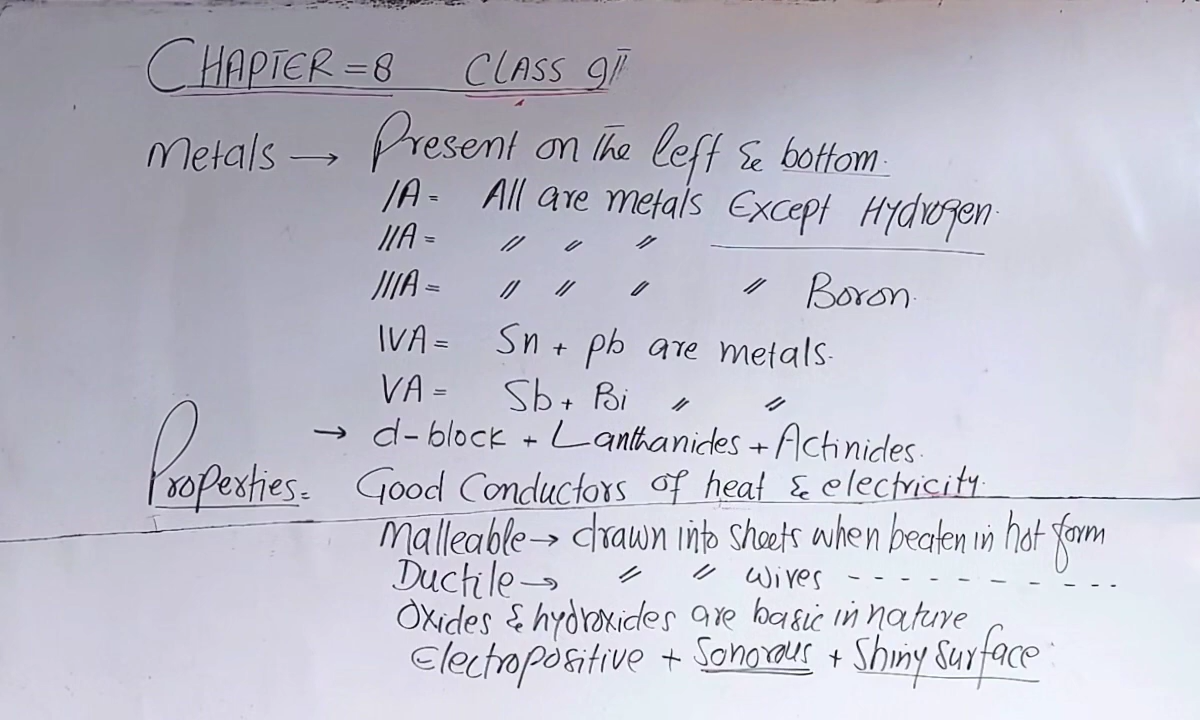 CHAPTER = 8 CLASS 9th
Metals → Present on the left & bottom.
IA = All are metals Except Hydrogen.
IIA = " " "
IIIA = " " " " Boron.
IVA = Sn + pb are metals.
VA = Sb + Bi " "
→ d-block + Lanthanides + Actinides.
Properties = Good Conductors of heat & electricity.
Malleable → drawn into sheets when beaten in hot form
Ductile → " " wires - - - - - - - - - - -
Oxides & hydroxides are basic in nature
Electropositive + Sonorous + Shiny surface.